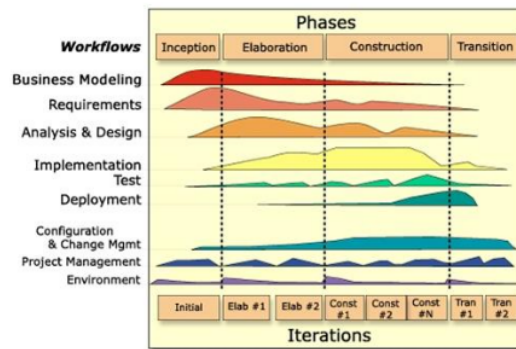 Phases
Workflows
Inception Elaboration Construction Transition
Business Modeling
Requirements
Analysis & Design
Implementation
Test
Deployment
Configuration
& Change Mgmt
Project Management
Environment
Initial Elab #1 Elab #2 Const #1 Const #2 Const #N Tran #1 Tran #2
Iterations